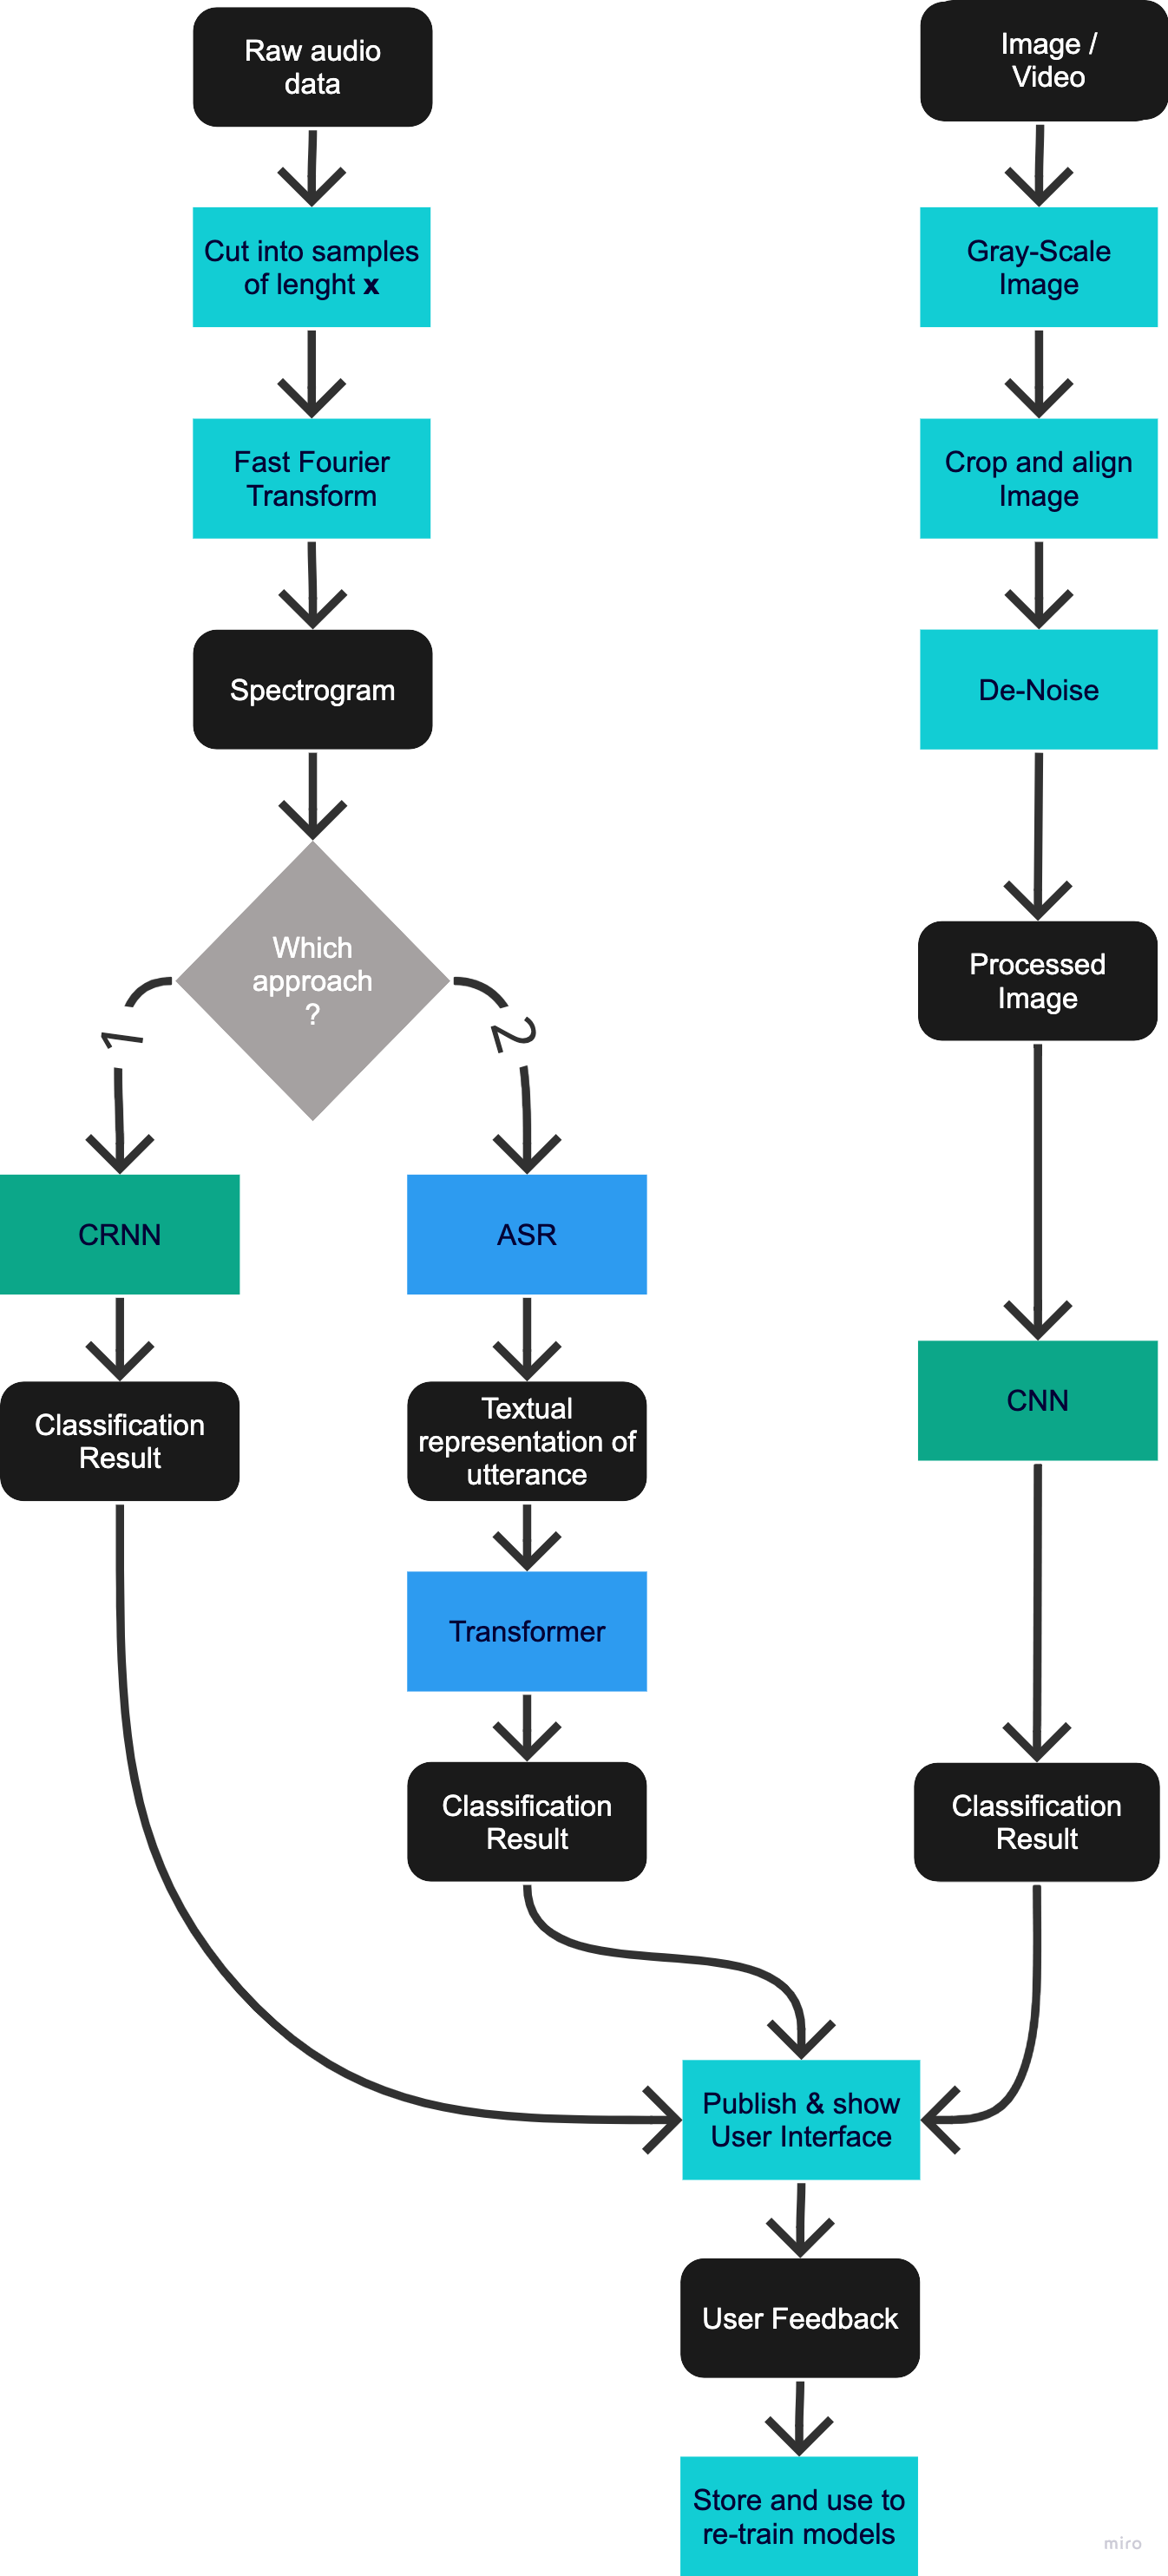 Raw audio
data
Image /
Video
Cut into samples
of lenght x
Gray-Scale
Image
Fast Fourier
Transform
Crop and align
Image
Spectrogram
De-Noise
Which
approach
?
Processed
Image
1
2
CRNN
ASR
CNN
Classification
Result
Textual
representation of
utterance
Transformer
Classification
Result
Classification
Result
Publish & show
User Interface
User Feedback
Store and use to
re-train models
miro